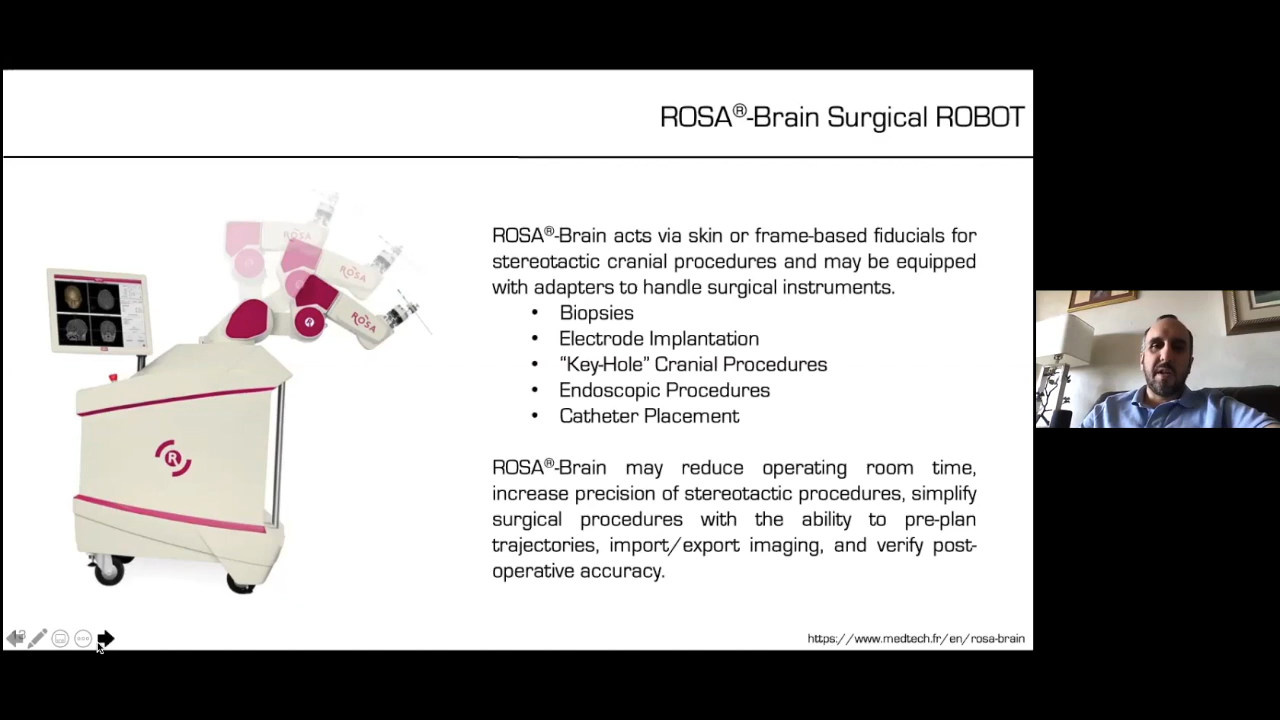 ROSA®-Brain Surgical ROBOT
ROSA®-Brain acts via skin or frame-based fiducials for
stereotactic cranial procedures and may be equipped
with adapters to handle surgical instruments.
• Biopsies
• Electrode Implantation
• “Key-Hole” Cranial Procedures
• Endoscopic Procedures
• Catheter Placement
ROSA®-Brain may reduce operating room time,
increase precision of stereotactic procedures, simplify
surgical procedures with the ability to pre-plan
trajectories, import/export imaging, and verify post-
operative accuracy.
https://www.medtech.fr/en/rosa-brain
ROSA
ROSA
ROSA
R
R